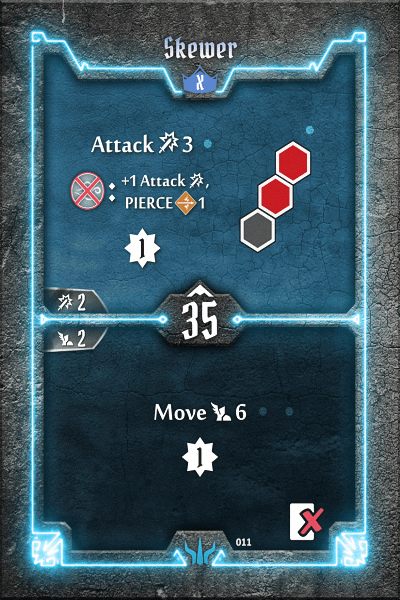 Skewer
X
Attack 3
+1 Attack ,
PIERCE 1
1
2
35
2
Move 6
1
011